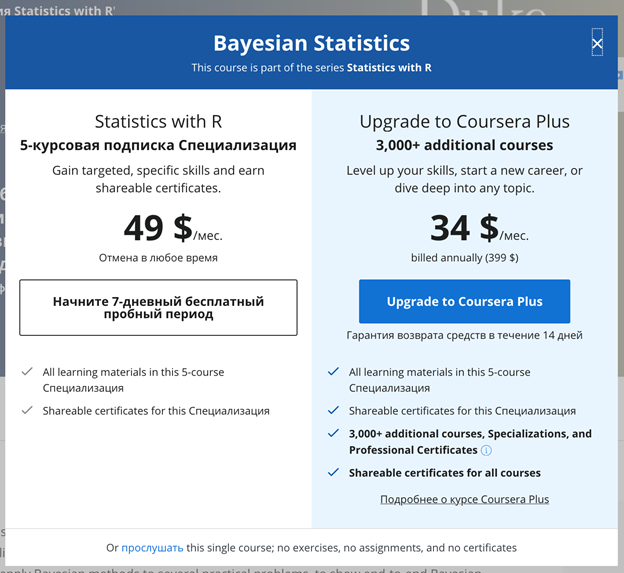 ия Statistics with R'
Duke
Bayesian Statistics
This course is part of the series Statistics with R
Statistics with R
5-курсовая подписка Специализация
Gain targeted, specific skills and earn
shareable certificates.
49 $/мес.
Отмена в любое время
Начните 7-дневный бесплатный
пробный период
All learning materials in this 5-course
Специализация
Shareable certificates for this Специализация
Upgrade to Coursera Plus
3,000+ additional courses
Level up your skills, start a new career, or
dive deep into any topic.
34 $/мес.
billed annually (399 $)
Upgrade to Coursera Plus
Гарантия возврата средств в течение 14 дней
All learning materials in this 5-course
Специализация
Shareable certificates for this Специализация
3,000+ additional courses, Specializations, and
Professional Certificates
Shareable certificates for all courses
Подробнее о курсе Coursera Plus
Or прослушать this single course; no exercises, no assignments, and no certificates